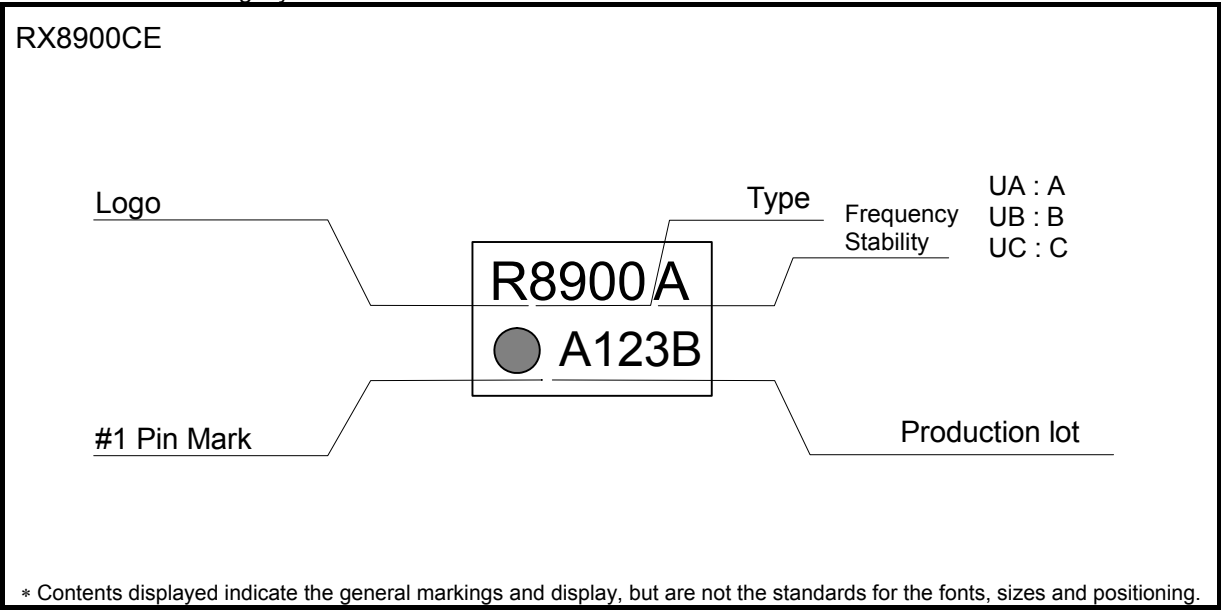 RX8900CE
Logo
Type
Frequency
Stability
UA : A
UB : B
UC : C
R8900 A
A123B
#1 Pin Mark
Production lot
* Contents displayed indicate the general markings and display, but are not the standards for the fonts, sizes and positioning.